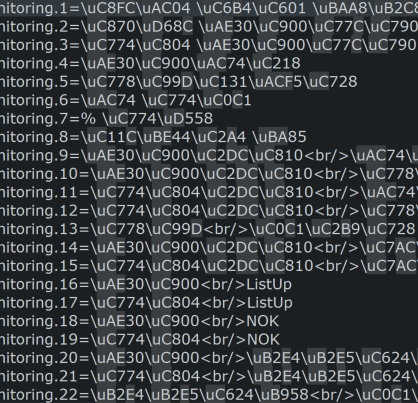 nitoring.1=\uC8FC\uAC04 \uC6B4\uC601 \uBAA8\uB2C8
nitoring.2=\uC870\uD68C \uAE30\uC900\uC77C\uC790
nitoring.3=\uC774\uC804 \uAE30\uC900\uC77C\uC790
nitoring.4=\uAE30\uC900\uAC74\uC218
nitoring.5=\uC778\uC99D\uC131\uACF5\uC728
nitoring.6=\uAC74 \uC774\uC0C1
nitoring.7=% \uC774\uD558
nitoring.8=\uC11C\uBE44\uC2A4 \uBA85
nitoring.9=\uAE30\uC900\uC2DC\uC810<br/>\uAC74\u
nitoring.10=\uAE30\uC900\uC2DC\uC810<br/>\uC778\
nitoring.11=\uC774\uC804\uC2DC\uC810<br/>\uAC74\
nitoring.12=\uC774\uC804\uC2DC\uC810<br/>\uC778\
nitoring.13=\uC778\uC99D<br/>\uC0C1\uC2B9\uC728
nitoring.14=\uAE30\uC900\uC2DC\uC810<br/>\uC7AC\
nitoring.15=\uC774\uC804\uC2DC\uC810<br/>\uC7AC\
nitoring.16=\uAE30\uC900<br/>ListUp
nitoring.17=\uC774\uC804<br/>ListUp
nitoring.18=\uAE30\uC900<br/>NOK
nitoring.19=\uC774\uC804<br/>NOK
nitoring.20=\uAE30\uC900<br/>\uB2E4\uB2E5\uC624\
nitoring.21=\uC774\uC804<br/>\uB2E4\uB2E5\uC624\
nitoring.22=\uB2E4\uB2E5\uC624\uB958<br/>\uC0C1